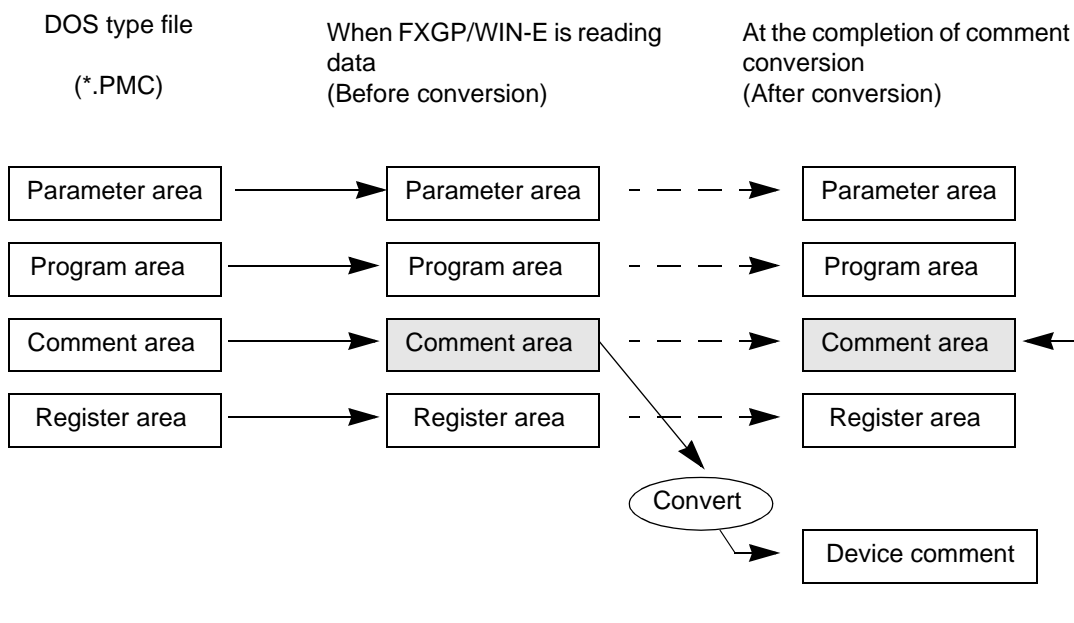 DOS type file
(*.PMC)
When FXGP/WIN-E is reading
data
(Before conversion)
At the completion of comment
conversion
(After conversion)
Parameter area
Parameter area
Parameter area
Program area
Program area
Program area
Comment area
Comment area
Comment area
Register area
Register area
Register area
Convert
Device comment